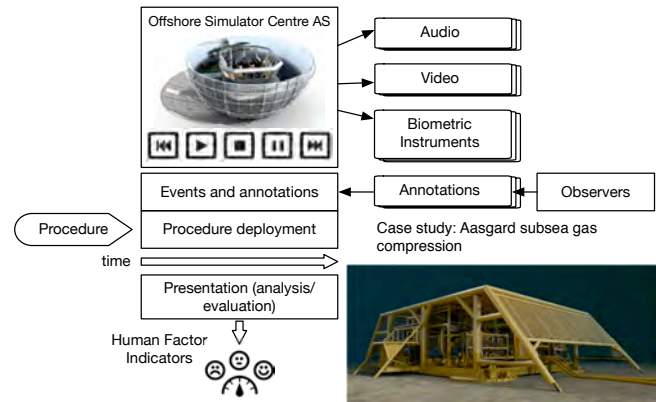 Offshore Simulator Centre AS
Audio
Video
Biometric
Instruments
Events and annotations
Annotations
Observers
Procedure
Procedure deployment
Case study: Aasgard subsea gas
compression
time
Presentation (analysis/
evaluation)
Human Factor
Indicators